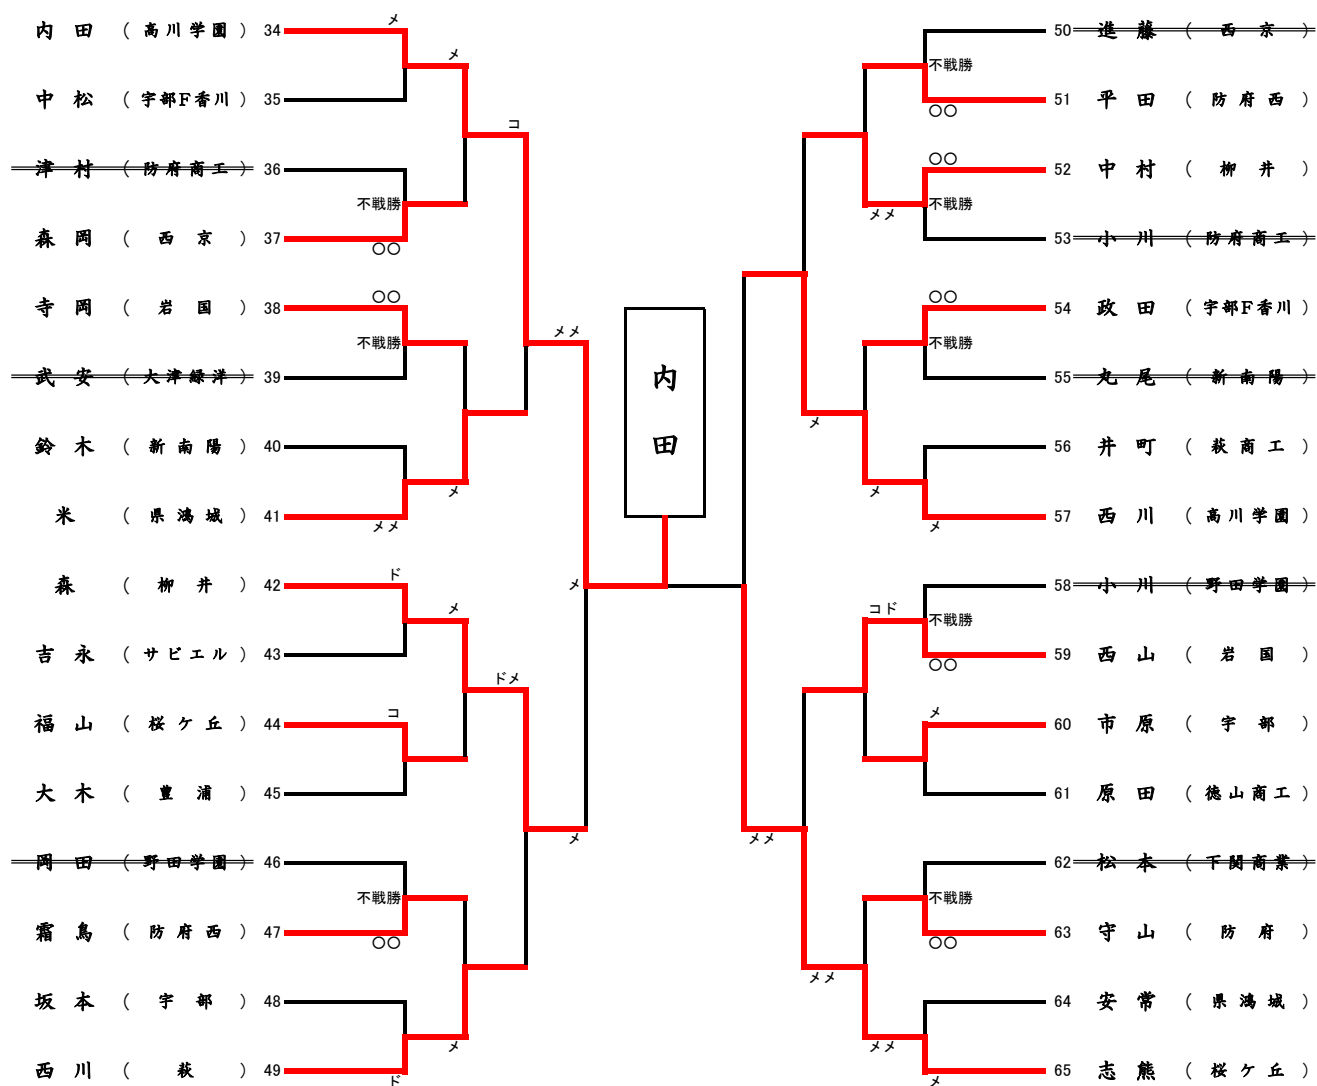 内田 （ 高川学園 ） 34
メ
中松 （ 宇部F香川 ） 35
メ
津村 （ 防府商工 ） 36
不戦勝
森岡 （ 西京 ） 37
○○
コ
寺岡 （ 岩国 ） 38
○○
不戦勝
武安 （ 大津緑洋 ） 39
鈴木 （ 新南陽 ） 40
米 （ 県鴻城 ） 41
メメ
メ
メメ
森 （ 柳井 ） 42
ド
メ
吉永 （ サビエル ） 43
ドメ
福山 （ 桜ケ丘 ） 44
コ
大木 （ 豊浦 ） 45
岡田 （ 野田学園 ） 46
不戦勝
霜鳥 （ 防府西 ） 47
○○
坂本 （ 宇部 ） 48
西川 （ 萩 ） 49
ド
メ
メ
メ
内田
50 進藤 （ 西京 ）
不戦勝
51 平田 （ 防府西 ）
○○
52 中村 （ 柳井 ）
○○
不戦勝
メメ
53 小川 （ 防府商工 ）
54 政田 （ 宇部F香川 ）
○○
不戦勝
55 丸尾 （ 新南陽 ）
メ
56 井町 （ 萩商工 ）
メ
57 西川 （ 高川学園 ）
メ
58 小川 （ 野田学園 ）
コド
不戦勝
59 西山 （ 岩国 ）
○○
60 市原 （ 宇部 ）
メ
61 原田 （ 徳山商工 ）
メメ
62 松本 （ 下関商業 ）
不戦勝
63 守山 （ 防府 ）
○○
メメ
64 安常 （ 県鴻城 ）
メメ
65 志熊 （ 桜ケ丘 ）
メ